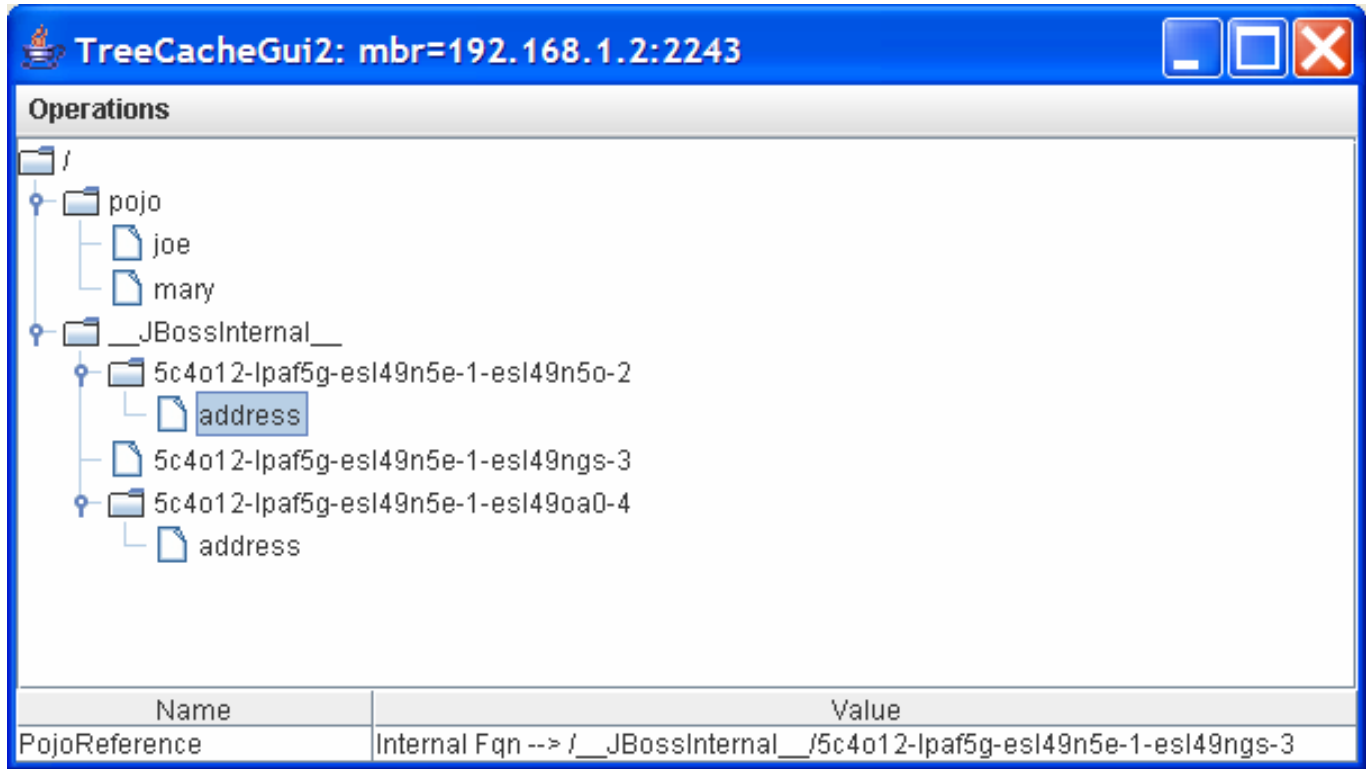 TreeCacheGui2: mbr=192.168.1.2:2243
Operations
/
pojo
joe
mary
__JBossInternal__
5c4o12-lpaf5g-esl49n5e-1-esl49n5o-2
address
5c4o12-lpaf5g-esl49n5e-1-esl49ngs-3
5c4o12-lpaf5g-esl49n5e-1-esl49oa0-4
address
Name Value
PojoReference Internal Fqn --> /__JBossInternal__/5c4o12-lpaf5g-esl49n5e-1-esl49ngs-3